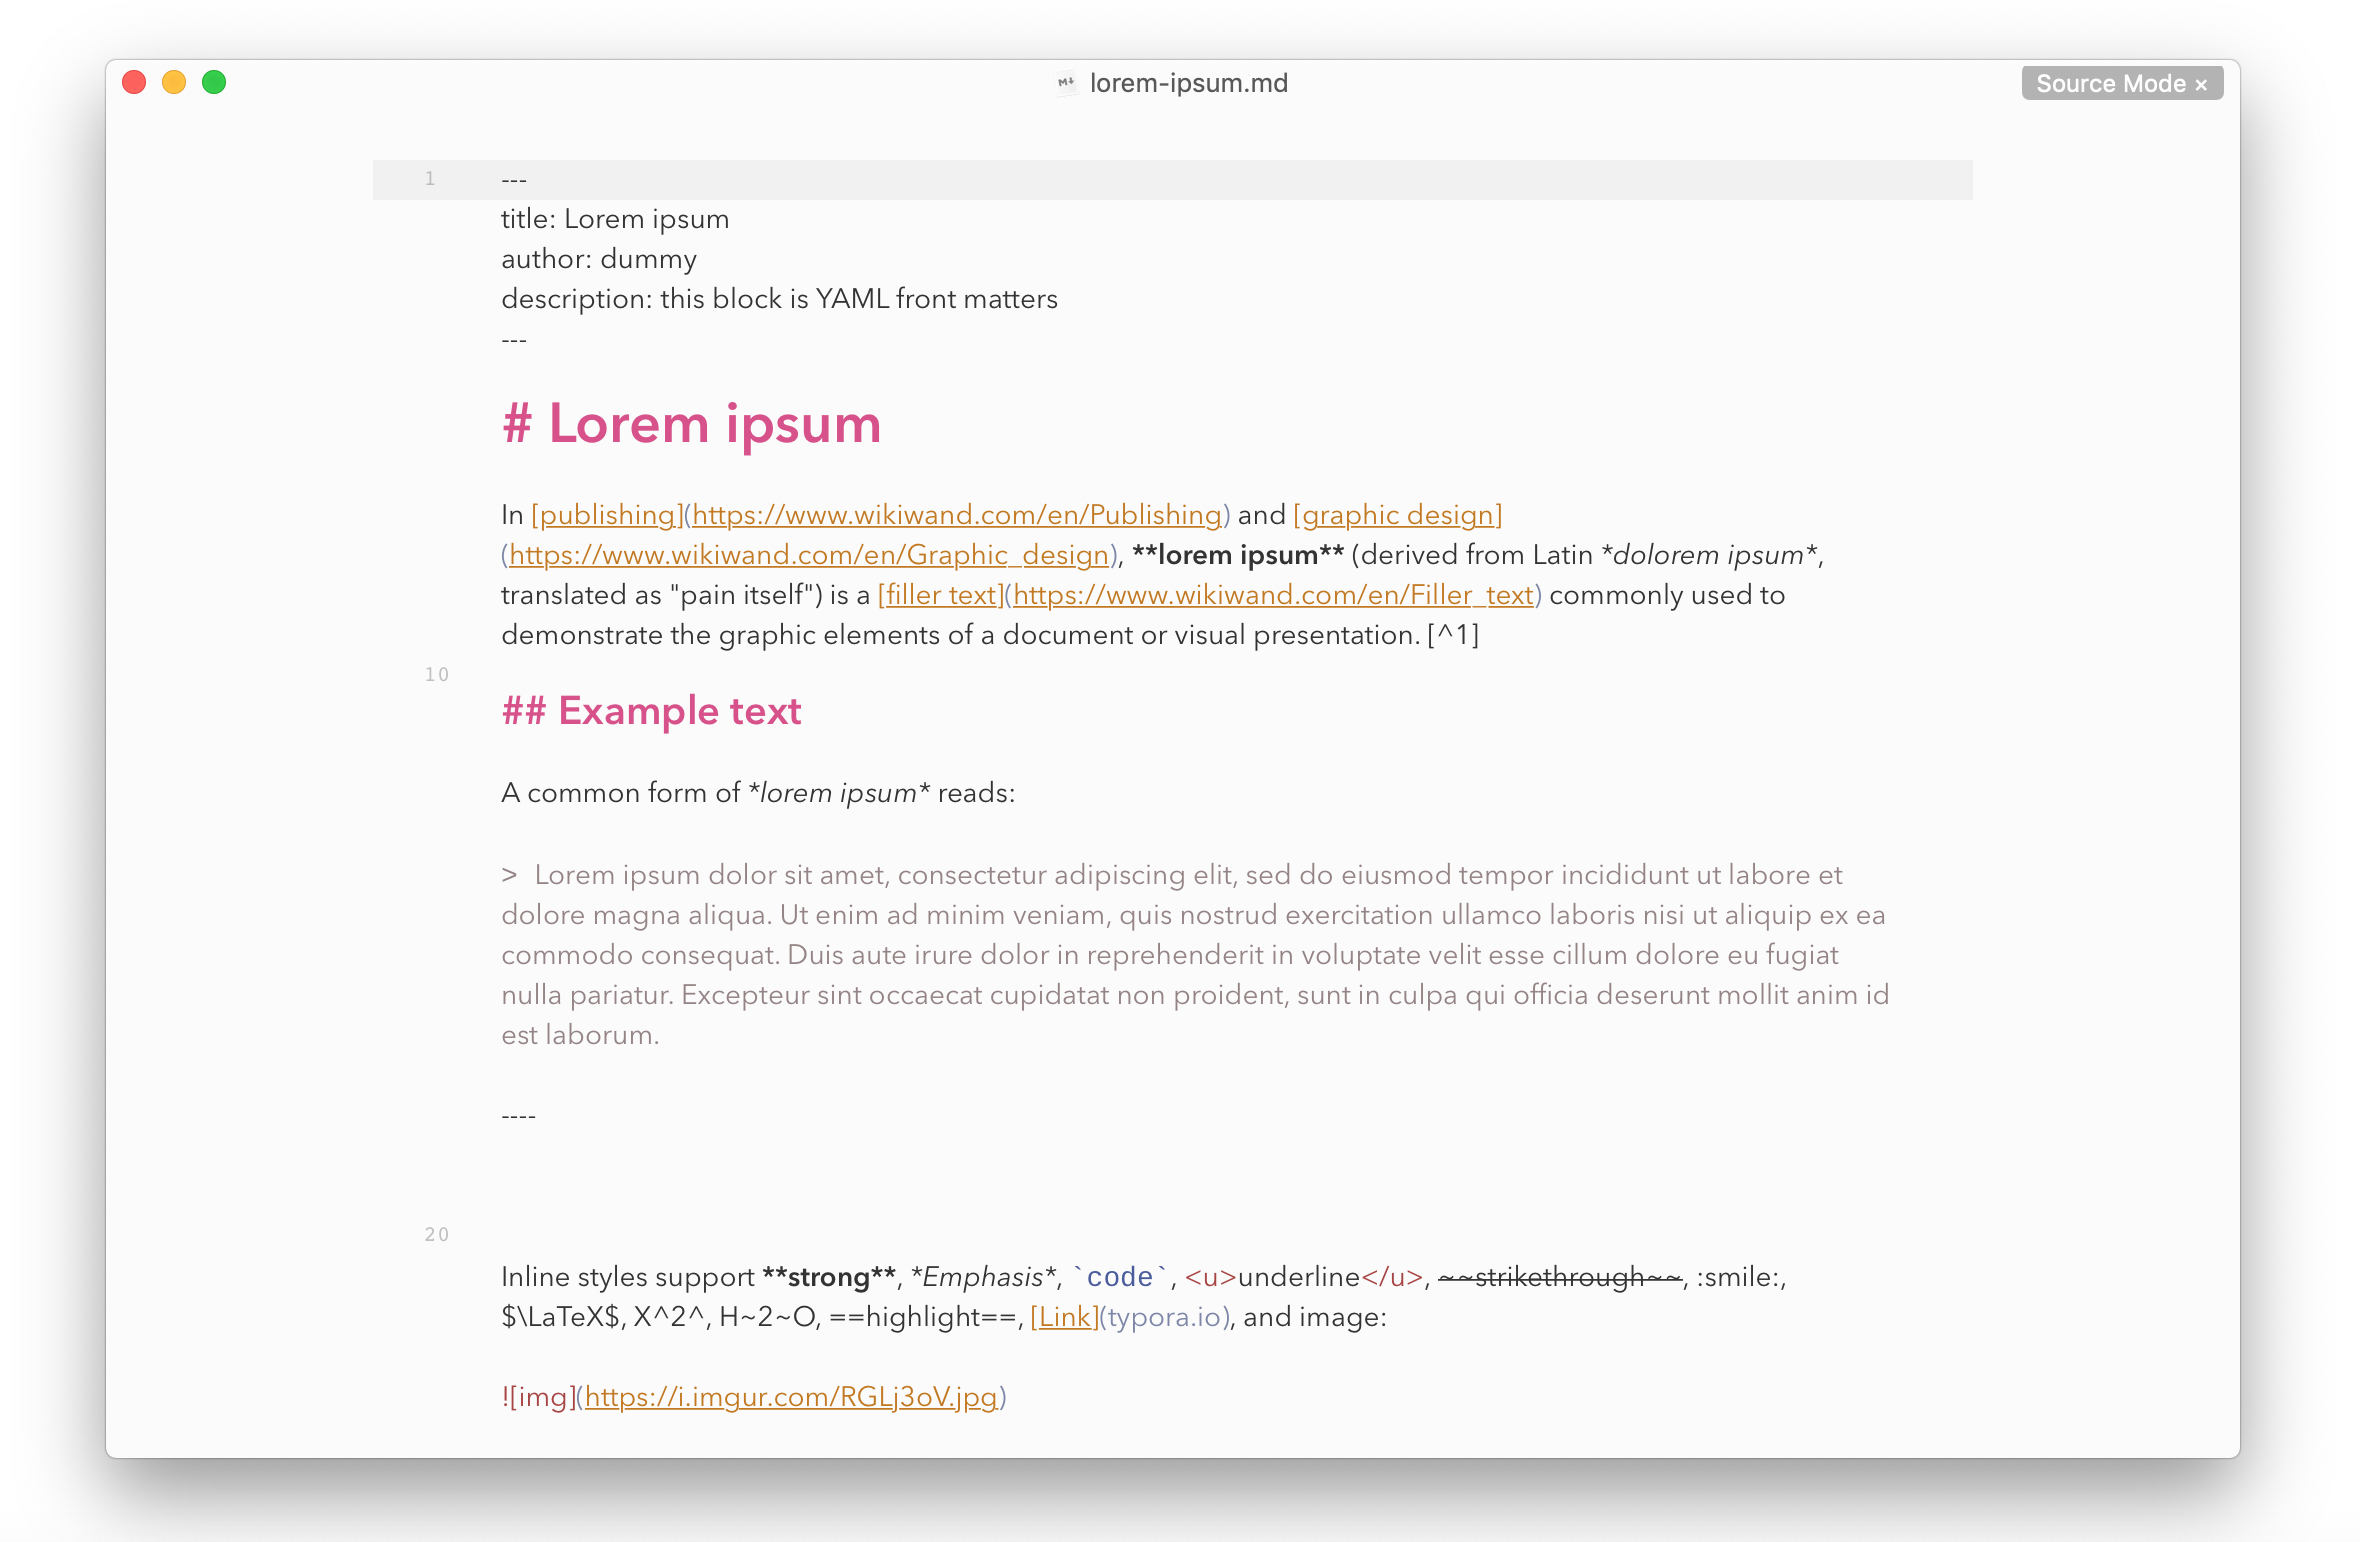 lorem-ipsum.md
Source Mode ×
1
---
title: Lorem ipsum
author: dummy
description: this block is YAML front matters
---
# Lorem ipsum
In [publishing](https://www.wikiwand.com/en/Publishing) and [graphic design]
(https://www.wikiwand.com/en/Graphic_design), **lorem ipsum** (derived from Latin *dolorem ipsum*,
translated as "pain itself") is a [filler text](https://www.wikiwand.com/en/Filler_text) commonly used to
demonstrate the graphic elements of a document or visual presentation. [^1]
10
## Example text
A common form of *lorem ipsum* reads:
> Lorem ipsum dolor sit amet, consectetur adipiscing elit, sed do eiusmod tempor incididunt ut labore et
dolore magna aliqua. Ut enim ad minim veniam, quis nostrud exercitation ullamco laboris nisi ut aliquip ex ea
commodo consequat. Duis aute irure dolor in reprehenderit in voluptate velit esse cillum dolore eu fugiat
nulla pariatur. Excepteur sint occaecat cupidatat non proident, sunt in culpa qui officia deserunt mollit anim id
est laborum.
----
20
Inline styles support **strong**, *Emphasis*, `code`, <u>underline</u>, ~~strikethrough~~, :smile:,
$\LaTeX$, X^2^, H~2~O, ==highlight==, [Link](typora.io), and image:
![img](https://i.imgur.com/RGLj3oV.jpg)